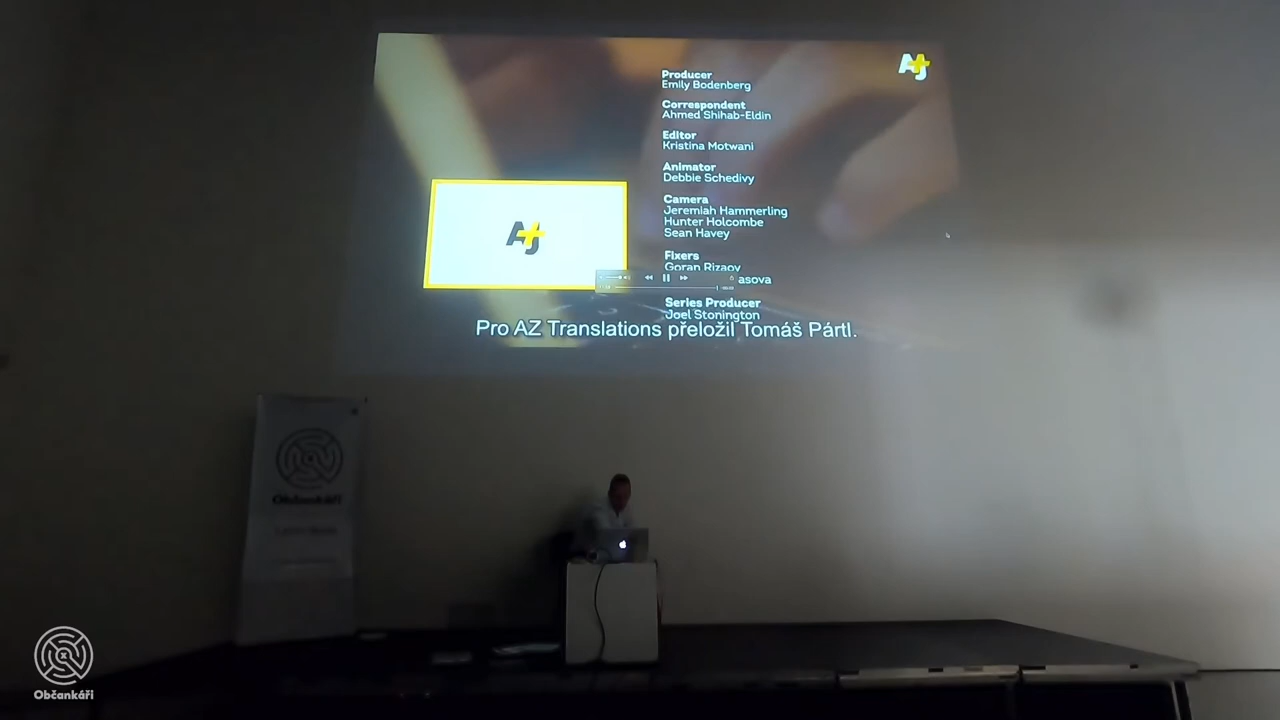 AJ+
Producer
Emily Bodenberg
Correspondent
Ahmed Shihab-Eldin
Editor
Kristina Motwani
Animator
Debbie Schedivy
Camera
Jeremiah Hammerling
Hunter Holcombe
Sean Havey
Fixers
Goran Rizaov
asova
Series Producer
Joel Stonington
AJ+
Pro AZ Translations přeložil Tomáš Pártl.
Občankáři
Občankáři